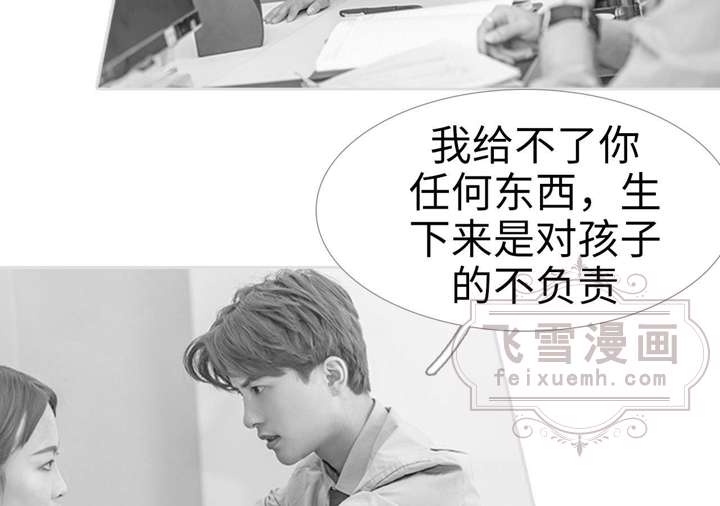 我给不了你
任何东西，生
下来是对孩子
的不负责
飞雪漫画
feixuemh.com